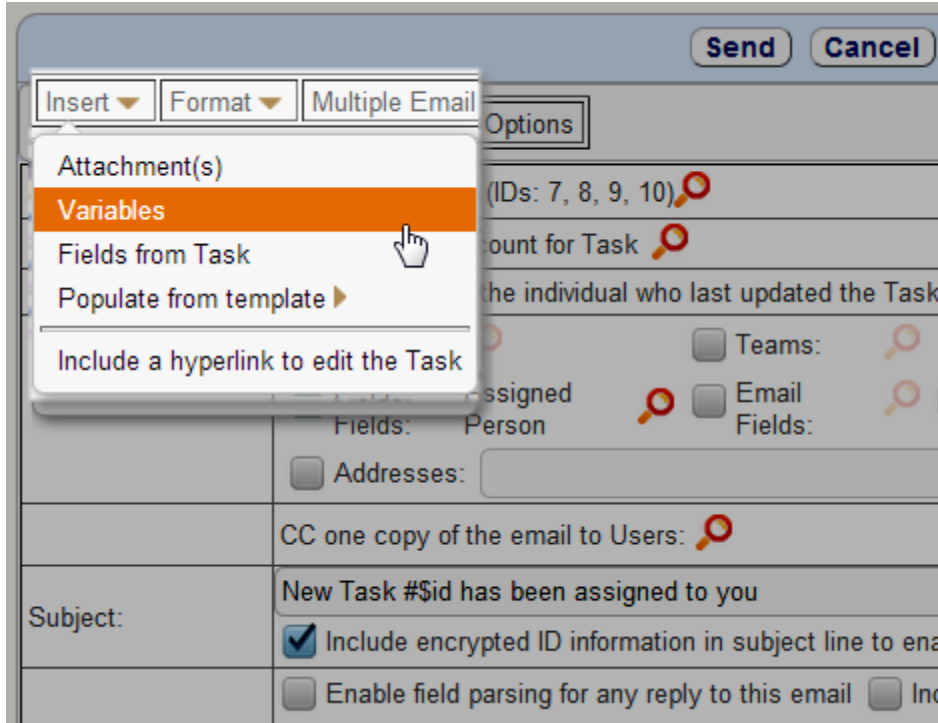 Send Cancel
Insert Format Multiple Email
Options
Attachment(s)
Variables
(IDs: 7, 8, 9, 10)
Fields from Task
count for Task
Populate from template
the individual who last updated the Task
Include a hyperlink to edit the Task
Teams:
Assigned Person
Fields:
Email Fields:
Addresses:
CC one copy of the email to Users:
Subject:
New Task #$id has been assigned to you
Include encrypted ID information in subject line to ena
Enable field parsing for any reply to this email Inc